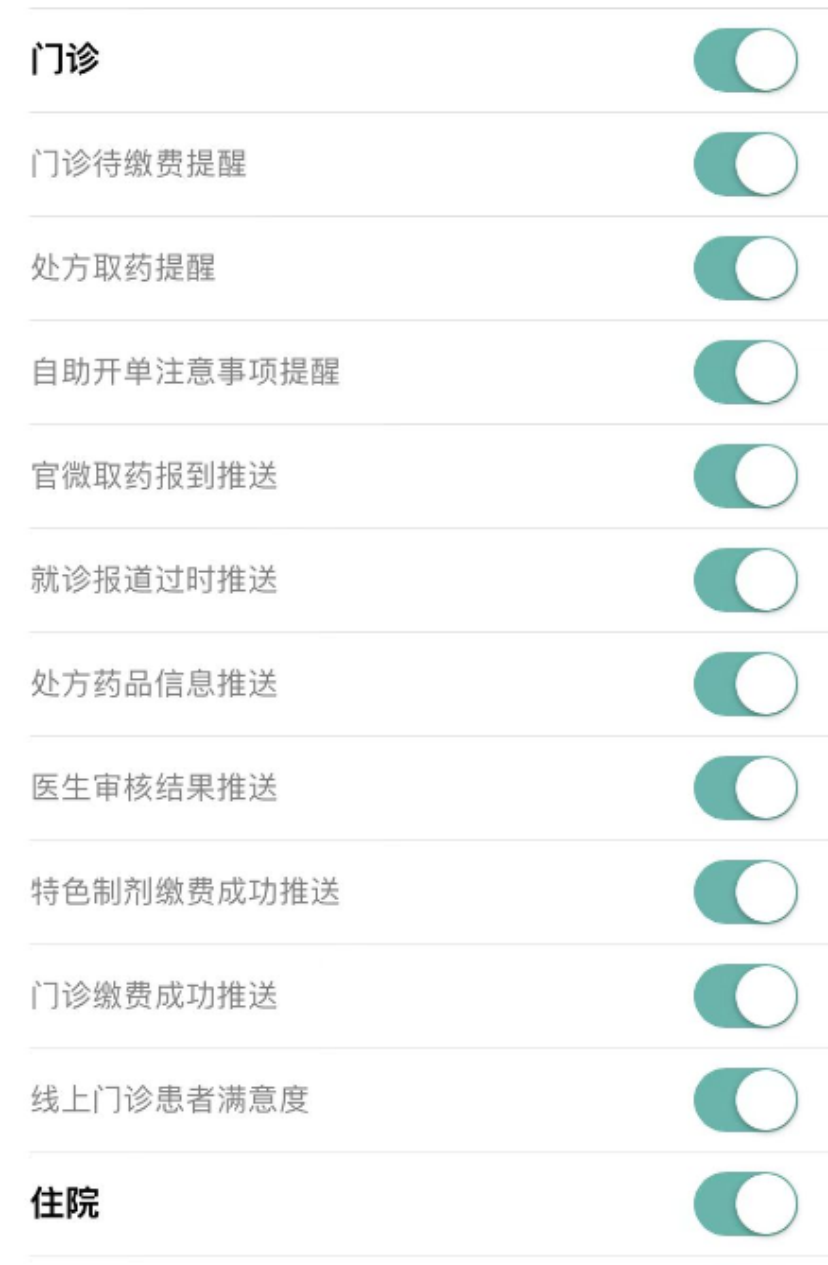 门诊
门诊待缴费提醒
处方取药提醒
自助开单注意事项提醒
官微取药报到推送
就诊报道过时推送
处方药品信息推送
医生审核结果推送
特色制剂缴费成功推送
门诊缴费成功推送
线上门诊患者满意度
住院